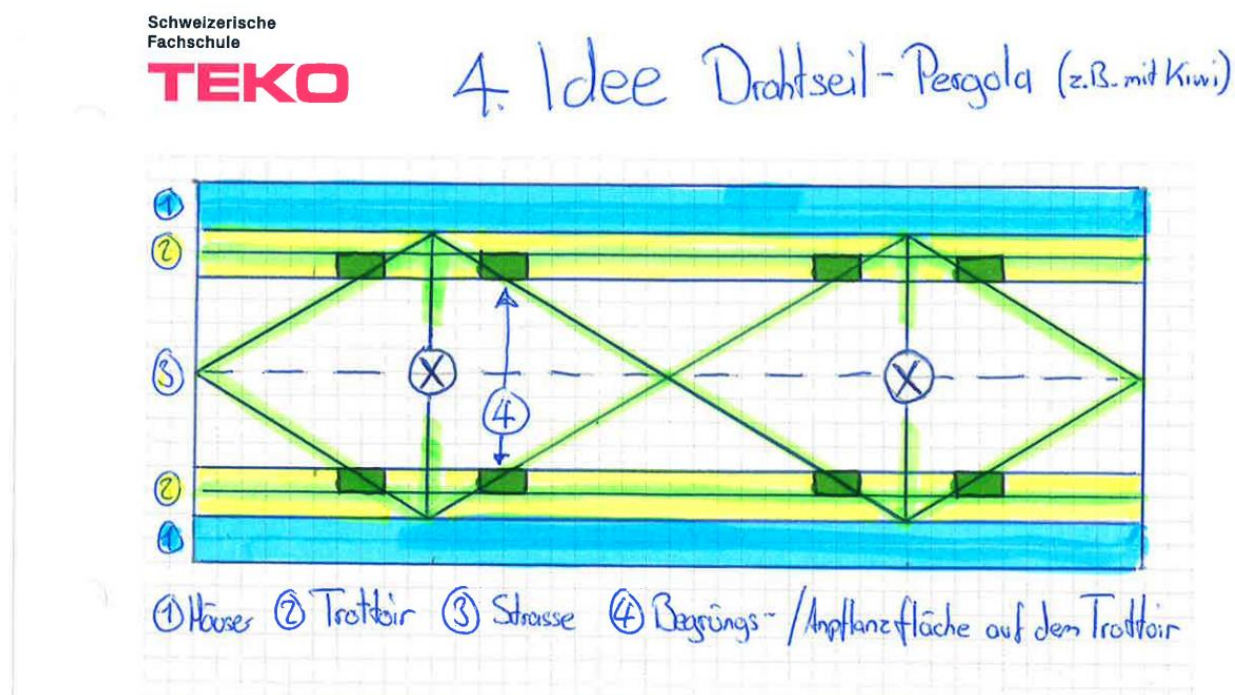 Schweizerische
Fachschule
TEKO
4. Idee Drahtseil-Pergola (z.B. mit Kiwi)
1
2
X X
3
4
2
1
1 Häuser 2 Trottoir 3 Strasse 4 Begrüngs-/Anpflanzfläche auf dem Trottoir